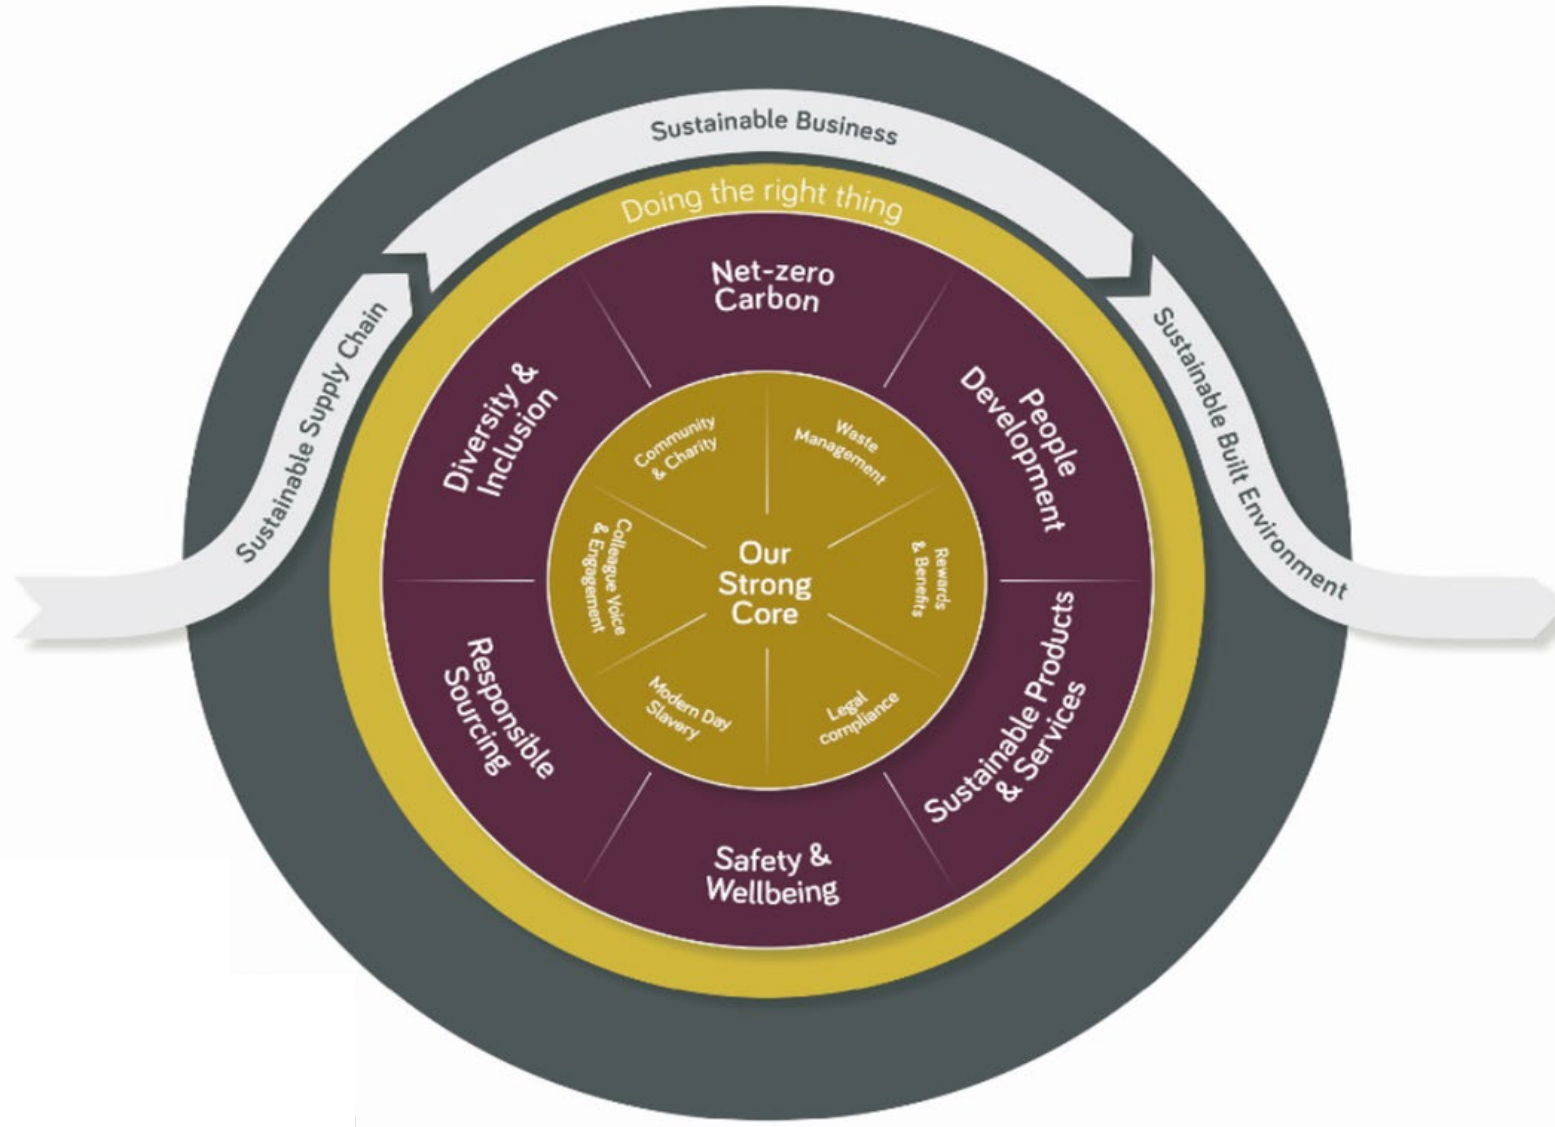 Sustainable Business
Doing the right thing
Sustainable Supply Chain
Sustainable Built Environment
Net-zero
Carbon
People
Development
Sustainable Products
& Services
Safety &
Wellbeing
Responsible
Sourcing
Diversity &
Inclusion
Community
& Charity
Waste
Management
Rewards
& Benefits
Legal
compliance
Modern Day
Slavery
Colleague Voice
& Engagement
Our
Strong
Core